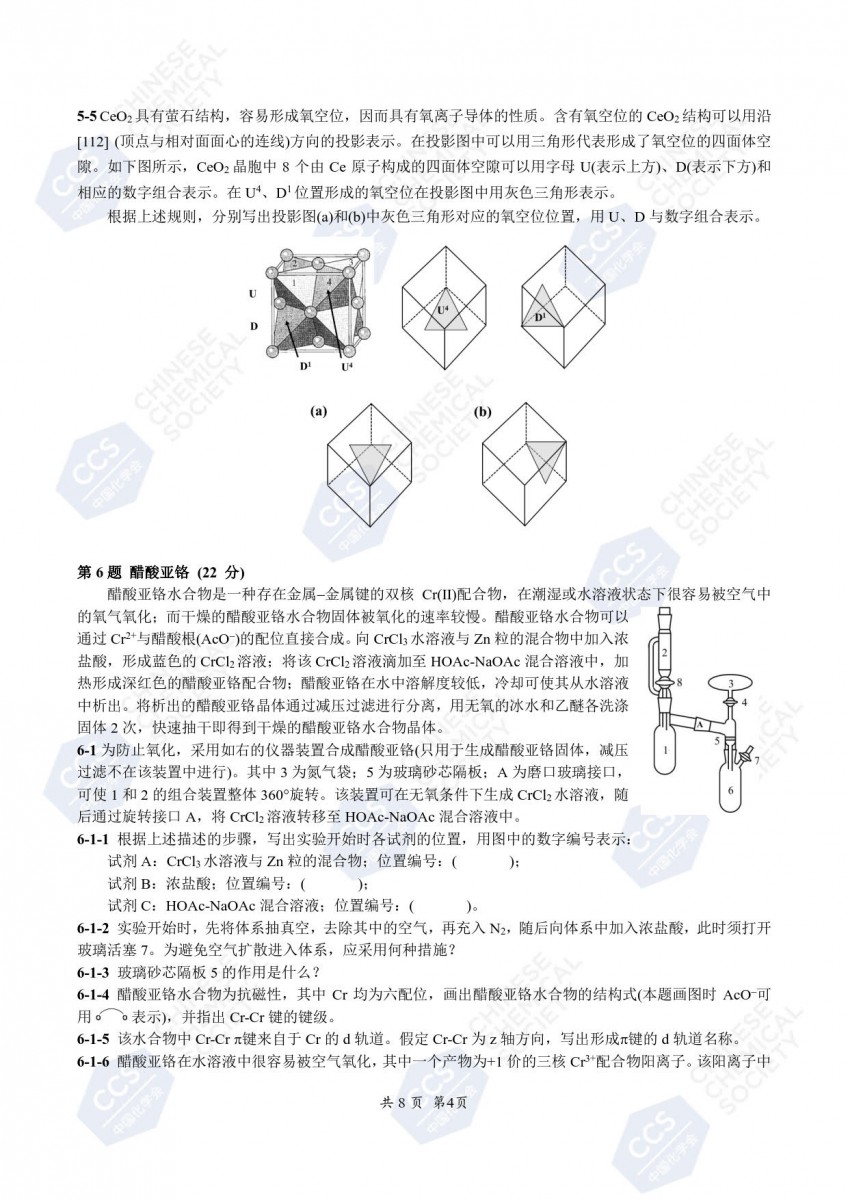 5-5 CeO₂ 具有萤石结构，容易形成氧空位，因而具有氧离子导体的性质。含有氧空位的 CeO₂ 结构可以用沿
[112] (顶点与相对面面心的连线)方向的投影表示。在投影图中可以用三角形代表形成了氧空位的四面体空
隙。如下图所示，CeO₂ 晶胞中 8 个由 Ce 原子构成的四面体空隙可以用字母 U(表示上方)、D(表示下方)和
相应的数字组合表示。在 U⁴、D¹ 位置形成的氧空位在投影图中用灰色三角形表示。
根据上述规则，分别写出投影图(a)和(b)中灰色三角形对应的氧空位位置，用 U、D 与数字组合表示。
2 3
1 4
U
D
D¹ U⁴
U⁴
D¹
(a)
(b)
第 6 题 醋酸亚铬 (22 分)
醋酸亚铬水合物是一种存在金属–金属键的双核 Cr(II)配合物，在潮湿或水溶液状态下很容易被空气中
的氧气氧化；而干燥的醋酸亚铬水合物固体被氧化的速率较慢。醋酸亚铬水合物可以
通过 Cr²⁺与醋酸根(AcO⁻)的配位直接合成。向 CrCl₃ 水溶液与 Zn 粒的混合物中加入浓
盐酸，形成蓝色的 CrCl₂ 溶液；将该 CrCl₂ 溶液滴加至 HOAc-NaOAc 混合溶液中，加
热形成深红色的醋酸亚铬配合物；醋酸亚铬在水中溶解度较低，冷却可使其从水溶液
中析出。将析出的醋酸亚铬晶体通过减压过滤进行分离，用无氧的冰水和乙醚各洗涤
固体 2 次，快速抽干即得到干燥的醋酸亚铬水合物晶体。
6-1 为防止氧化，采用如右的仪器装置合成醋酸亚铬(只用于生成醋酸亚铬固体，减压
过滤不在该装置中进行)。其中 3 为氮气袋；5 为玻璃砂芯隔板；A 为磨口玻璃接口，
可使 1 和 2 的组合装置整体 360°旋转。该装置可在无氧条件下生成 CrCl₂ 水溶液，随
后通过旋转接口 A，将 CrCl₂ 溶液转移至 HOAc-NaOAc 混合溶液中。
2
8
3
4
A
1
5
7
6
6-1-1 根据上述描述的步骤，写出实验开始时各试剂的位置，用图中的数字编号表示：
试剂 A：CrCl₃ 水溶液与 Zn 粒的混合物；位置编号：( )；
试剂 B：浓盐酸；位置编号：( )；
试剂 C：HOAc-NaOAc 混合溶液；位置编号：( )。
6-1-2 实验开始时，先将体系抽真空，去除其中的空气，再充入 N₂，随后向体系中加入浓盐酸，此时须打开
玻璃活塞 7。为避免空气扩散进入体系，应采用何种措施？
6-1-3 玻璃砂芯隔板 5 的作用是什么？
6-1-4 醋酸亚铬水合物为抗磁性，其中 Cr 均为六配位，画出醋酸亚铬水合物的结构式(本题画图时 AcO⁻可
用 o o 表示)，并指出 Cr-Cr 键的键级。
6-1-5 该水合物中 Cr-Cr π键来自于 Cr 的 d 轨道。假定 Cr-Cr 为 z 轴方向，写出形成π键的 d 轨道名称。
6-1-6 醋酸亚铬在水溶液中很容易被空气氧化，其中一个产物为+1 价的三核 Cr³⁺配合物阳离子。该阳离子中
共 8 页 第4页
CCS
中国化学会
CHINESE
CHEMICAL
SOCIETY